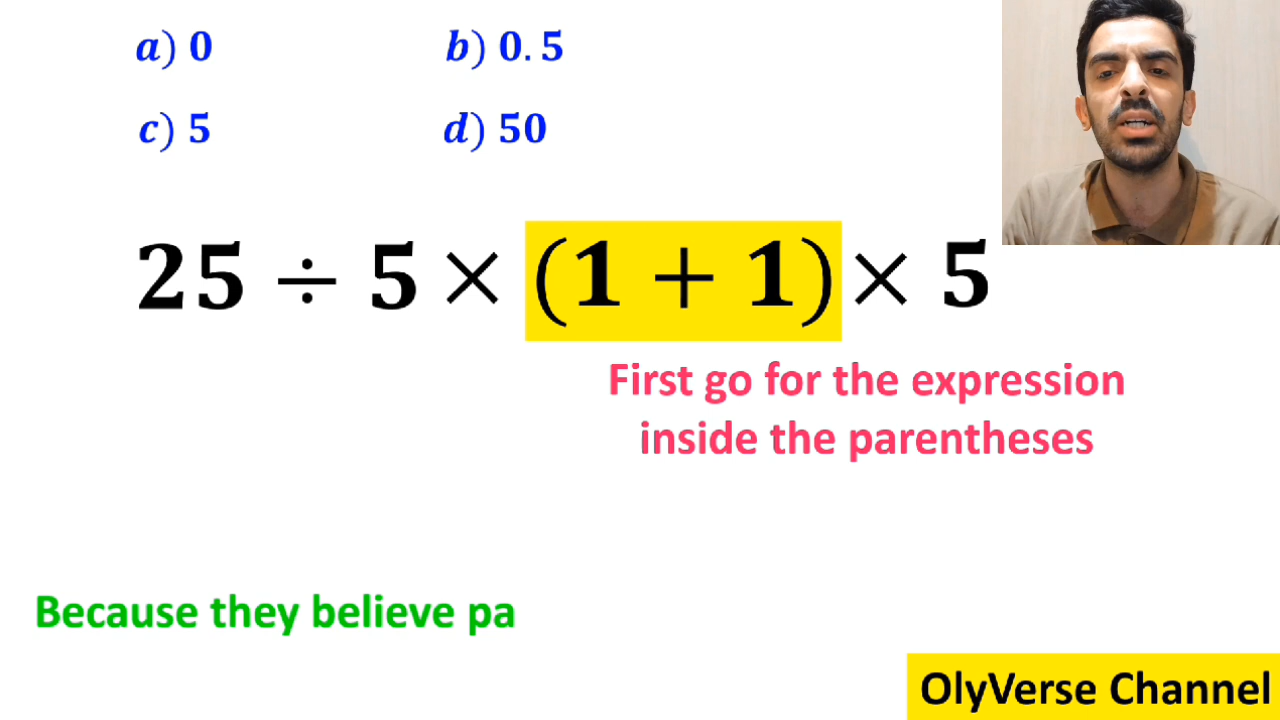 a) 0 b) 0.5
c) 5 d) 50
25 ÷ 5 × (1 + 1) × 5
First go for the expression
inside the parentheses
Because they believe pa
OlyVerse Channel